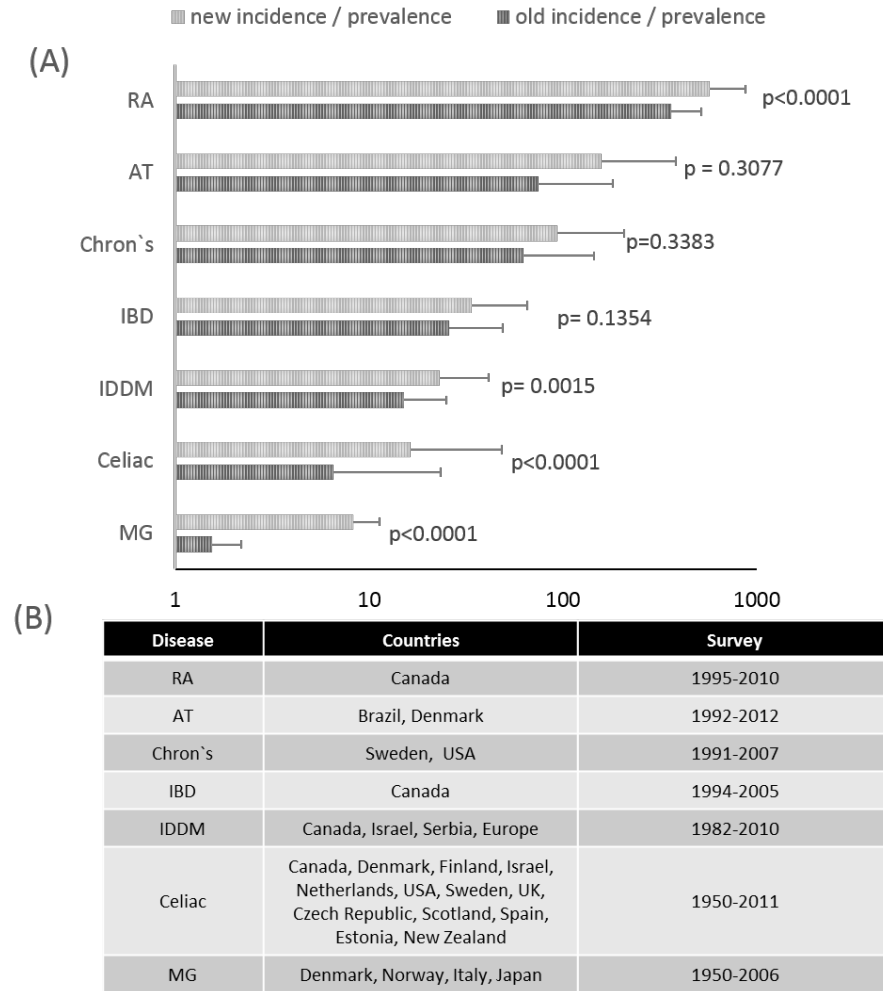 new incidence / prevalence old incidence / prevalence
(A)
RA
p<0.0001
AT
p = 0.3077
Chron`s
p=0.3383
IBD
p= 0.1354
IDDM
p= 0.0015
Celiac
p<0.0001
MG
p<0.0001
1 10 100 1000
(B)
Disease Countries Survey
RA Canada 1995-2010
AT Brazil, Denmark 1992-2012
Chron`s Sweden, USA 1991-2007
IBD Canada 1994-2005
IDDM Canada, Israel, Serbia, Europe 1982-2010
Canada, Denmark, Finland, Israel,
Netherlands, USA, Sweden, UK,
Celiac Czech Republic, Scotland, Spain, 1950-2011
Estonia, New Zealand
MG Denmark, Norway, Italy, Japan 1950-2006